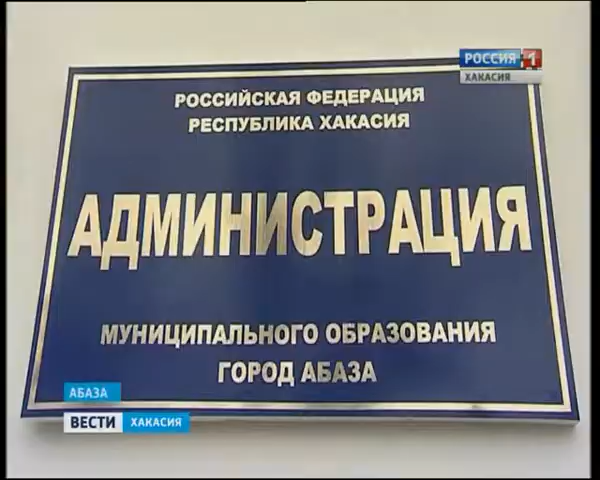 РОССИЯ 1
ХАКАСИЯ
РОССИЙСКАЯ ФЕДЕРАЦИЯ
РЕСПУБЛИКА ХАКАСИЯ
АДМИНИСТРАЦИЯ
МУНИЦИПАЛЬНОГО ОБРАЗОВАНИЯ
ГОРОД АБАЗА
АБАЗА
ВЕСТИ ХАКАСИЯ